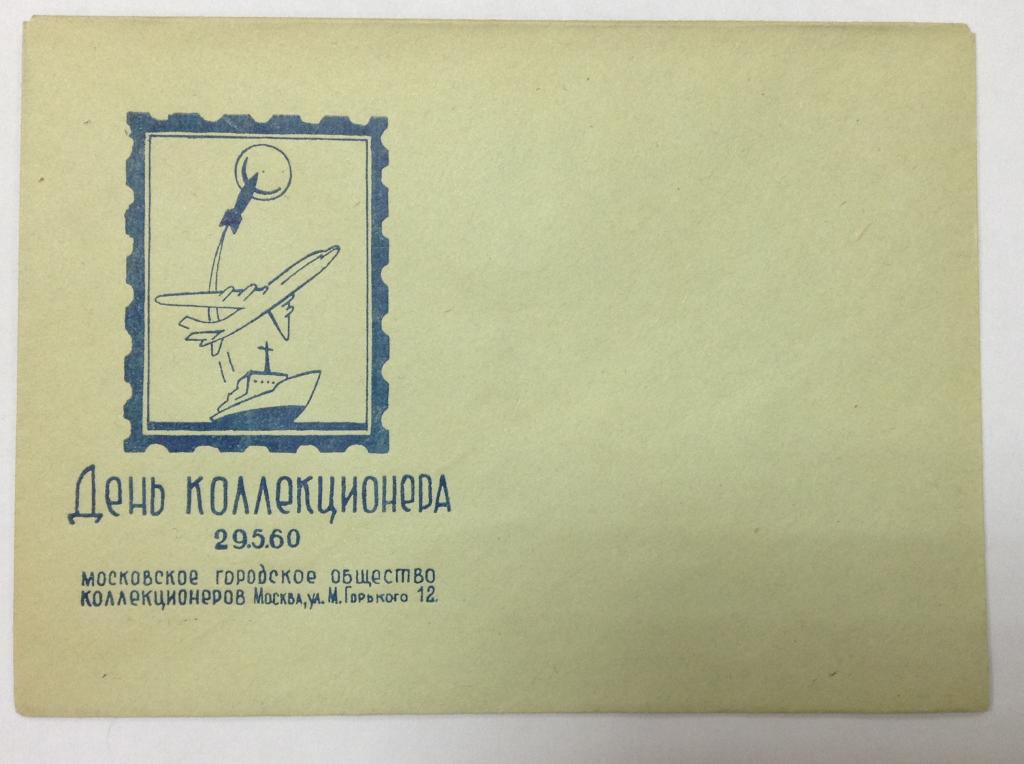 День коллекционера
29.5.60
московское городское общество
коллекционеров Москва, ул. М. Горького 12.